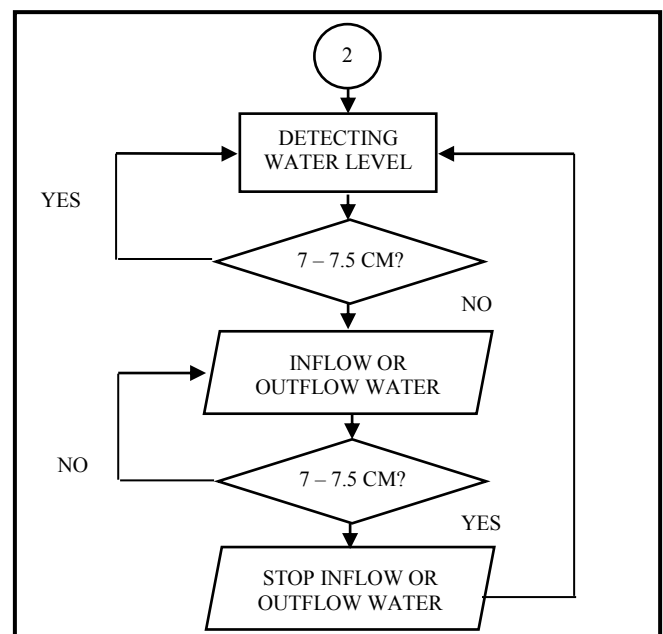 2
DETECTING
WATER LEVEL
YES
7 – 7.5 CM?
NO
INFLOW OR
OUTFLOW WATER
NO
7 – 7.5 CM?
YES
STOP INFLOW OR
OUTFLOW WATER